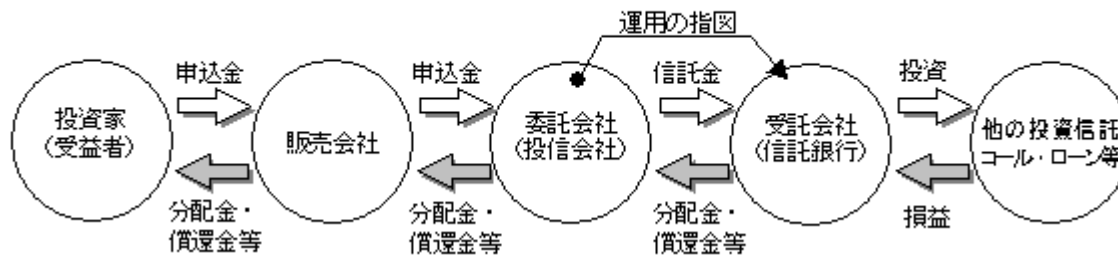 運用の指図
申込金
申込金
信託金
投資
投資家
(受益者)
販売会社
委託会社
(投信会社)
受託会社
(信託銀行)
他の投資信託
コール・ローン等
分配金・
償還金等
分配金・
償還金等
分配金・
償還金等
損益